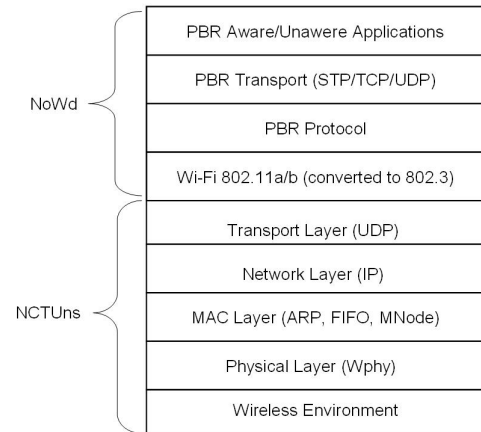 PBR Aware/Unawere Applications
PBR Transport (STP/TCP/UDP)
NoWd
PBR Protocol
Wi-Fi 802.11a/b (converted to 802.3)
Transport Layer (UDP)
Network Layer (IP)
NCTUns
MAC Layer (ARP, FIFO, MNode)
Physical Layer (Wphy)
Wireless Environment